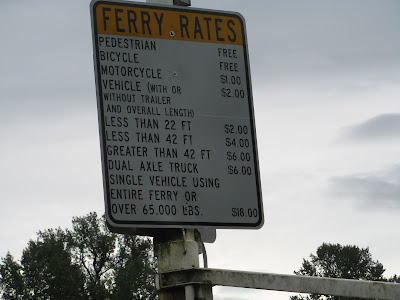 FERRY RATES
PEDESTRIAN FREE
BICYCLE FREE
MOTORCYCLE $1.00
VEHICLE (WITH OR $2.00
WITHOUT TRAILER
AND OVERALL LENGTH)
LESS THAN 22 FT $2.00
LESS THAN 42 FT $4.00
GREATER THAN 42 FT $6.00
DUAL AXLE TRUCK $6.00
SINGLE VEHICLE USING
ENTIRE FERRY OR
OVER 65,000 LBS. $18.00